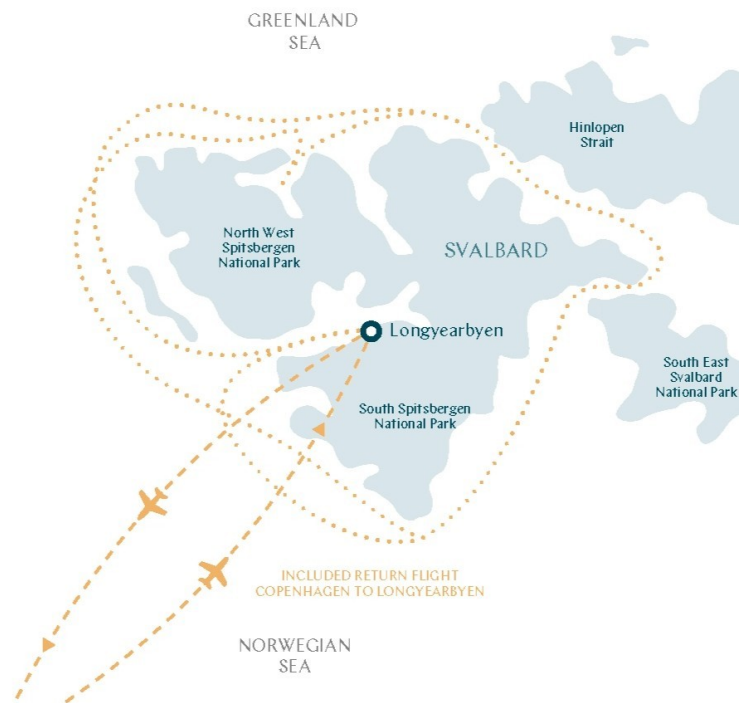 GREENLAND
SEA
Hinlopen
Strait
North West
Spitsbergen
National Park
SVALBARD
Longyearbyen
South East
Svalbard
National Park
South Spitsbergen
National Park
INCLUDED RETURN FLIGHT
COPENHAGEN TO LONGYEARBYEN
NORWEGIAN
SEA